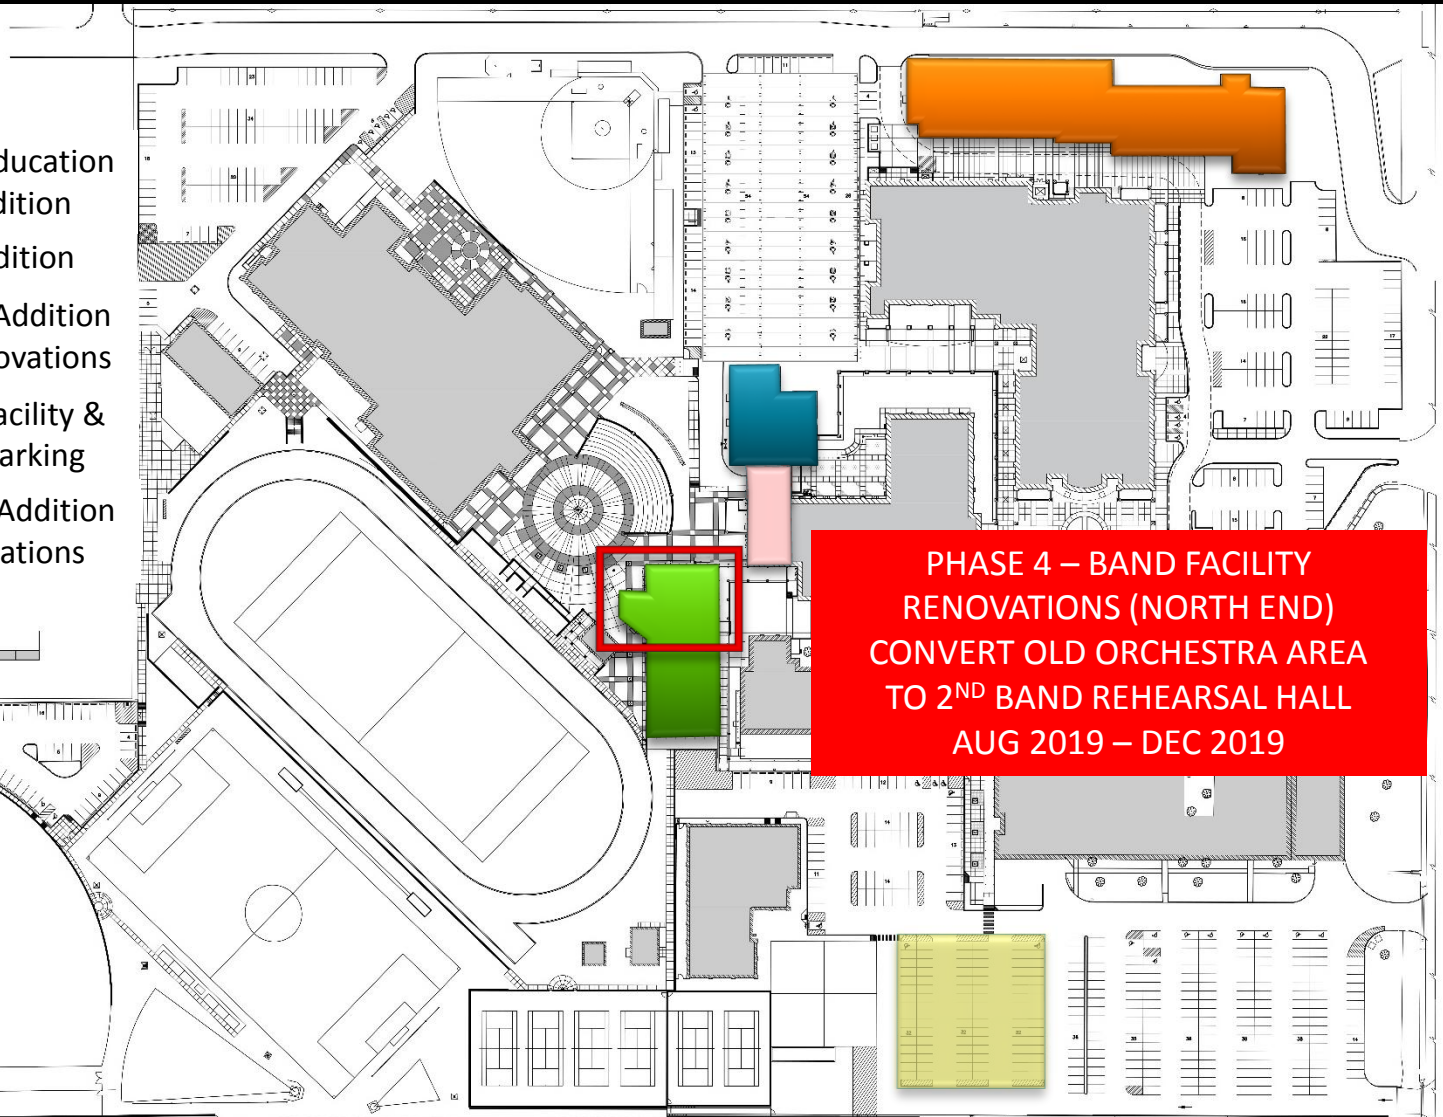 ducation
dition
dition
Addition
ovations
acility &
arking
Addition
ations
PHASE 4 – BAND FACILITY
RENOVATIONS (NORTH END)
CONVERT OLD ORCHESTRA AREA
TO 2ND BAND REHEARSAL HALL
AUG 2019 – DEC 2019